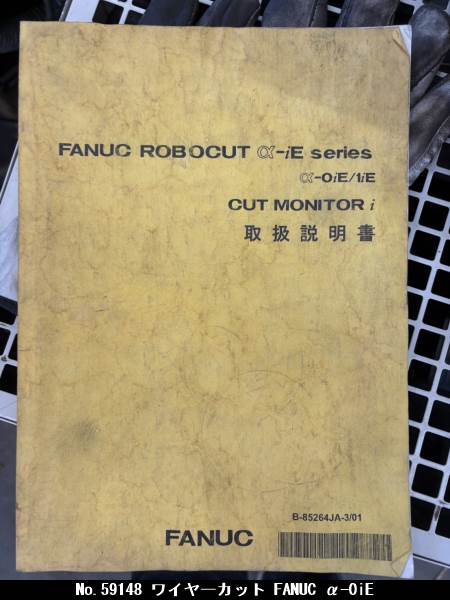 FANUC ROBOCUT α-iE series
α-0iE/1iE
CUT MONITOR i
取扱説明書
B-85264JA-3/01
FANUC
No.59148 ワイヤーカット FANUC α-0iE